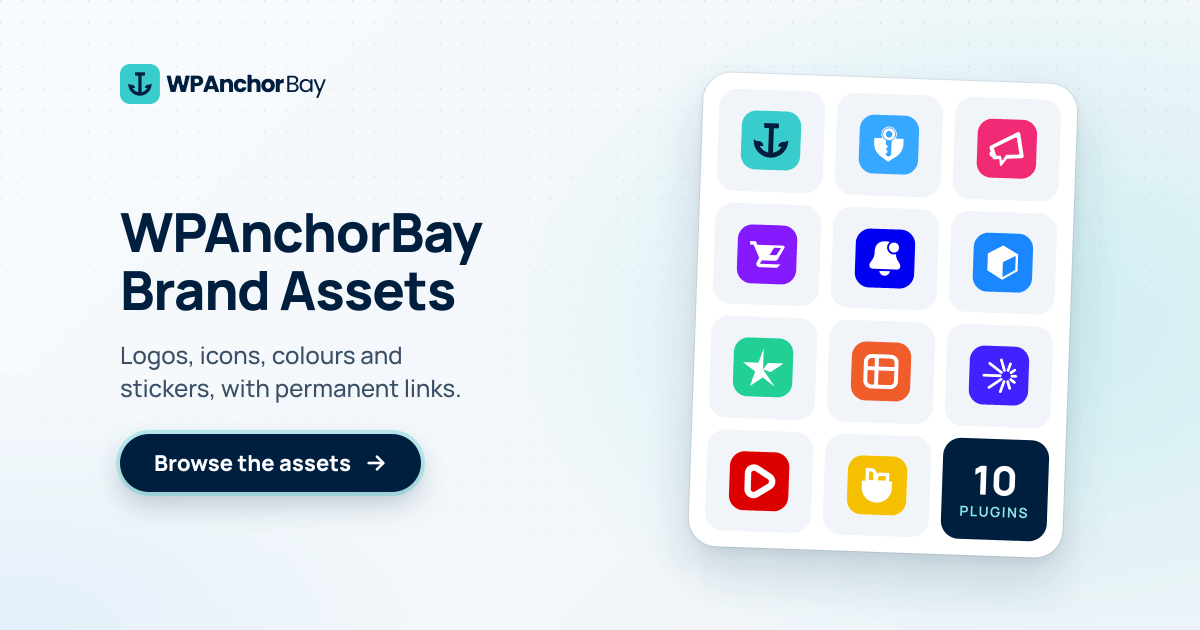 WPAnchorBay
WPAnchorBay
Brand Assets
Logos, icons, colours and
stickers, with permanent links.
Browse the assets
10
PLUGINS